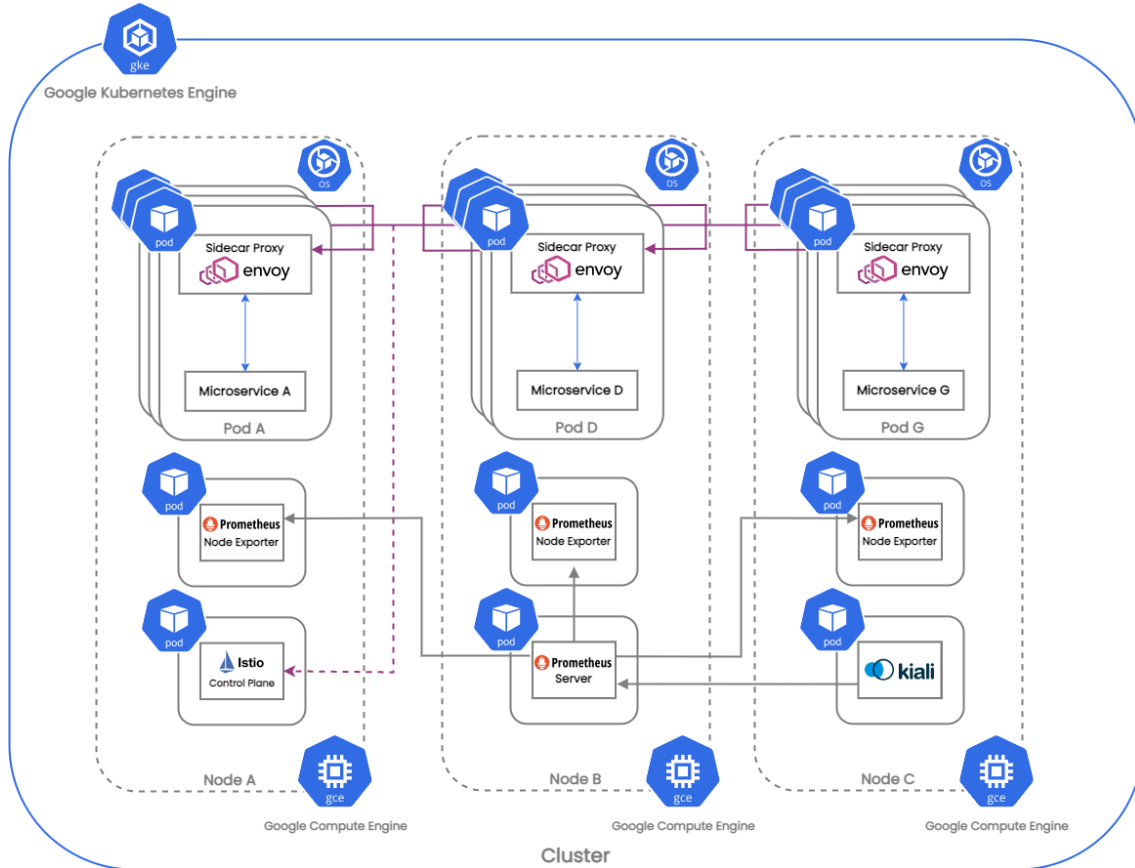 gke
Google Kubernetes Engine
os
os
os
pod
pod
pod
Sidecar Proxy
envoy
Sidecar Proxy
envoy
Sidecar Proxy
envoy
Microservice A
Microservice D
Microservice G
Pod A
Pod D
Pod G
pod
pod
pod
Prometheus
Node Exporter
Prometheus
Node Exporter
Prometheus
Node Exporter
pod
pod
pod
Istio
Control Plane
Prometheus
Server
kiali
Node A
Node B
Node C
gce
gce
gce
Google Compute Engine
Google Compute Engine
Google Compute Engine
Cluster